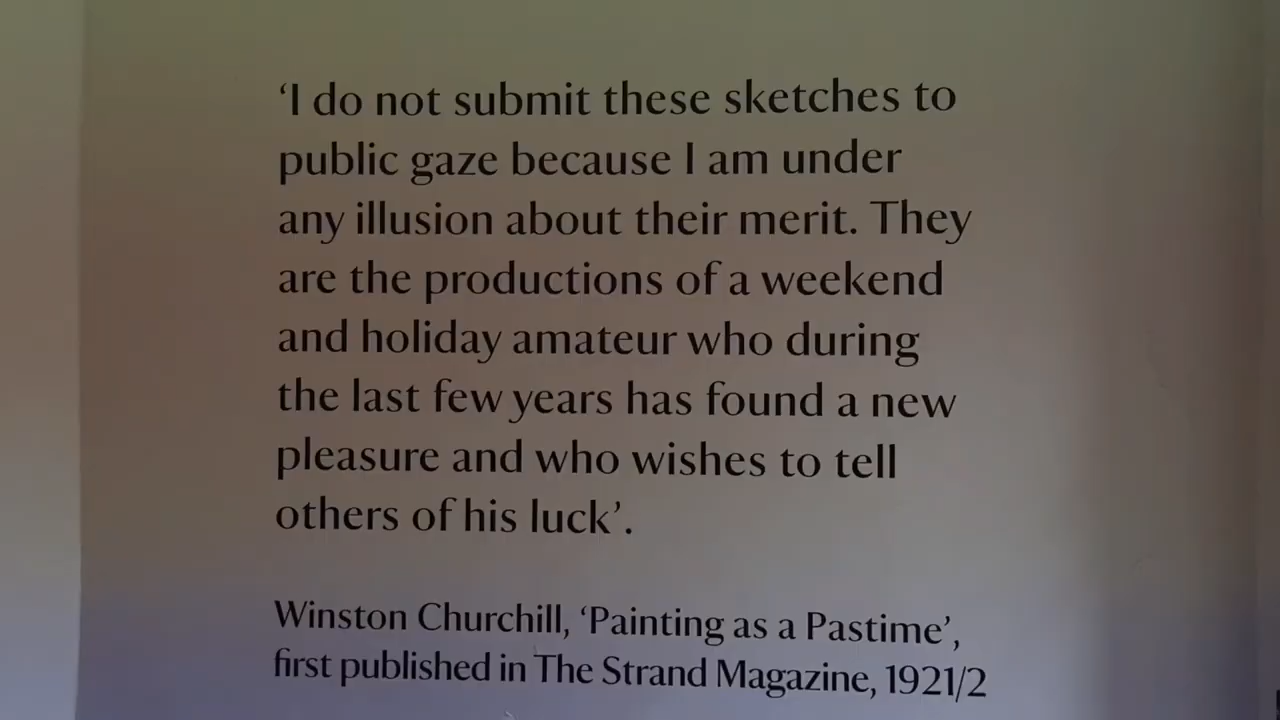 ‘I do not submit these sketches to
public gaze because I am under
any illusion about their merit. They
are the productions of a weekend
and holiday amateur who during
the last few years has found a new
pleasure and who wishes to tell
others of his luck’.
Winston Churchill, ‘Painting as a Pastime’,
first published in The Strand Magazine, 1921/2